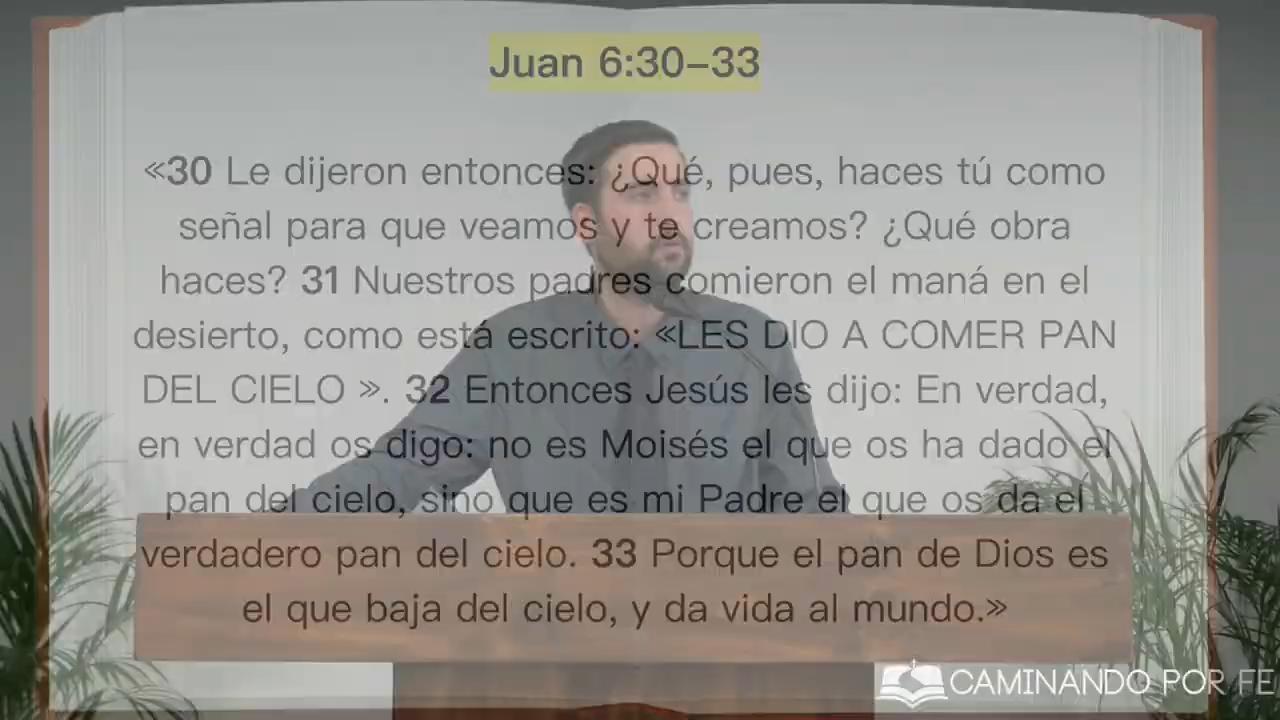 Juan 6:30–33
«30 Le dijeron entonces: ¿Qué, pues, haces tú como
señal para que veamos y te creamos? ¿Qué obra
haces? 31 Nuestros padres comieron el maná en el
desierto, como está escrito: «LES DIO A COMER PAN
DEL CIELO ». 32 Entonces Jesús les dijo: En verdad,
en verdad os digo: no es Moisés el que os ha dado el
pan del cielo, sino que es mi Padre el que os da el
verdadero pan del cielo. 33 Porque el pan de Dios es
el que baja del cielo, y da vida al mundo.»
CAMINANDO POR FE